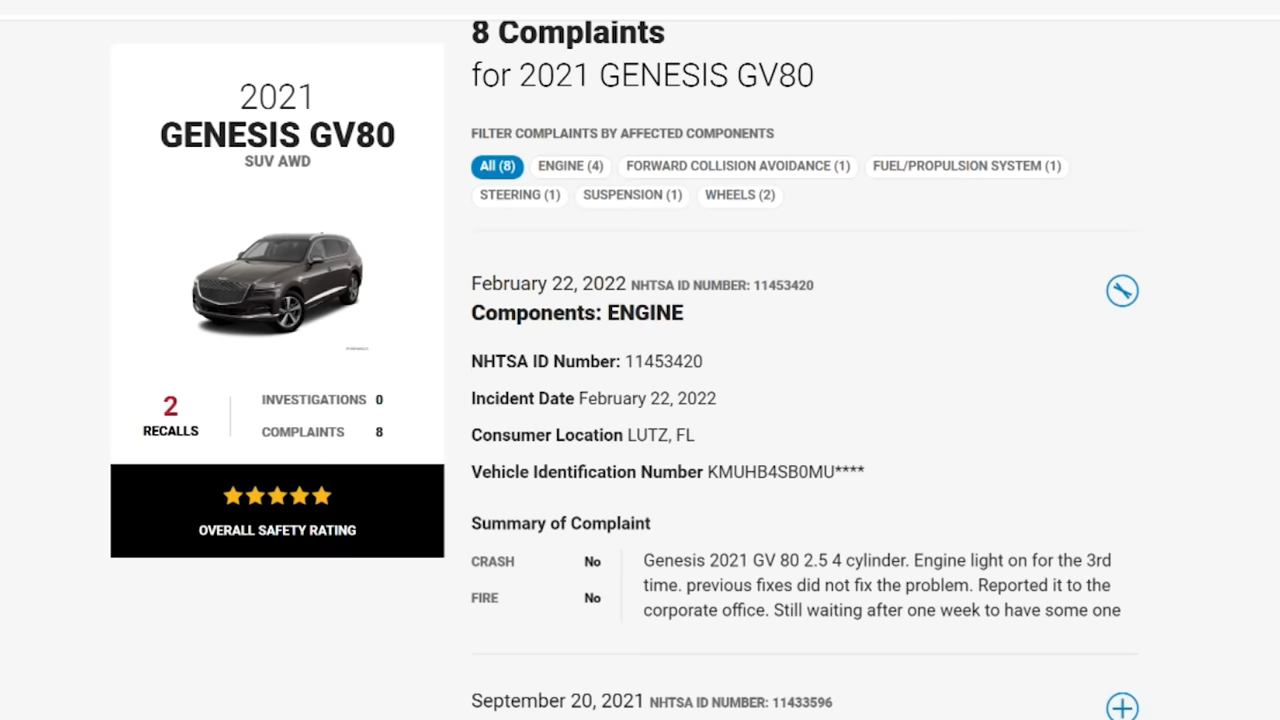 8 Complaints
for 2021 GENESIS GV80
2021
GENESIS GV80
SUV AWD
2
RECALLS
INVESTIGATIONS 0
COMPLAINTS 8
OVERALL SAFETY RATING
FILTER COMPLAINTS BY AFFECTED COMPONENTS
All (8) ENGINE (4) FORWARD COLLISION AVOIDANCE (1) FUEL/PROPULSION SYSTEM (1)
STEERING (1) SUSPENSION (1) WHEELS (2)
February 22, 2022 NHTSA ID NUMBER: 11453420
Components: ENGINE
NHTSA ID Number: 11453420
Incident Date February 22, 2022
Consumer Location LUTZ, FL
Vehicle Identification Number KMUHB4SB0MU****
Summary of Complaint
CRASH No
FIRE No
Genesis 2021 GV 80 2.5 4 cylinder. Engine light on for the 3rd
time. previous fixes did not fix the problem. Reported it to the
corporate office. Still waiting after one week to have some one
September 20, 2021 NHTSA ID NUMBER: 11433596